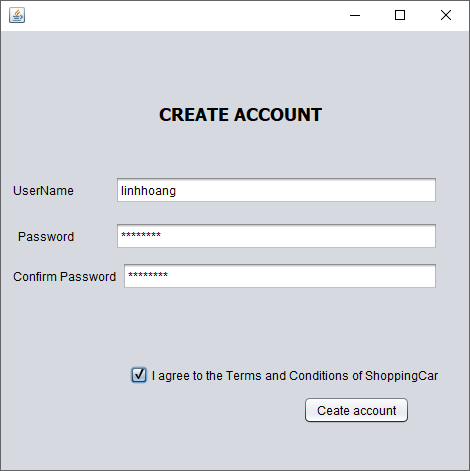 CREATE ACCOUNT
UserName linhhoang
Password ********
Confirm Password ********
I agree to the Terms and Conditions of ShoppingCar
Ceate account